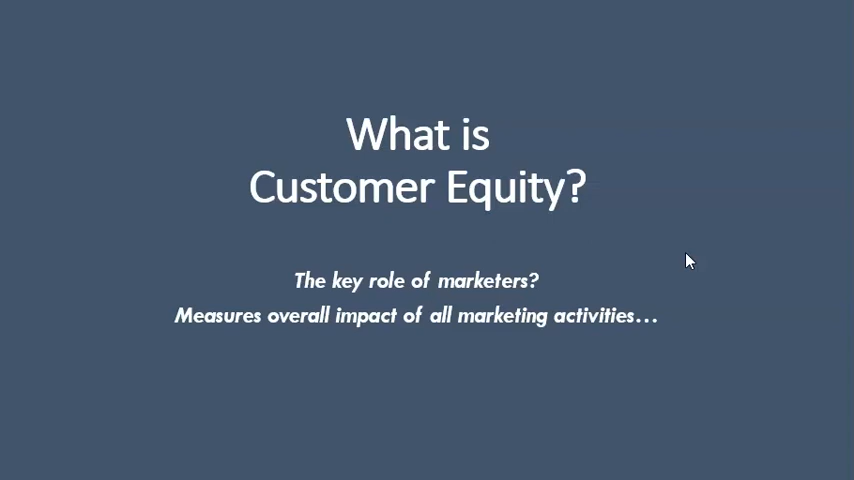 What is
Customer Equity?
The key role of marketers?
Measures overall impact of all marketing activities…